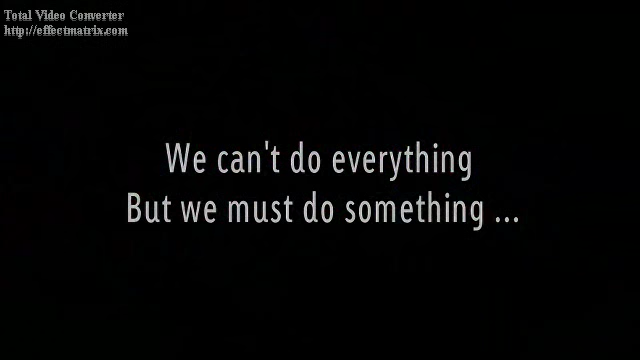 Total Video Converter
http://effectmatrix.com
We can't do everything
But we must do something ...